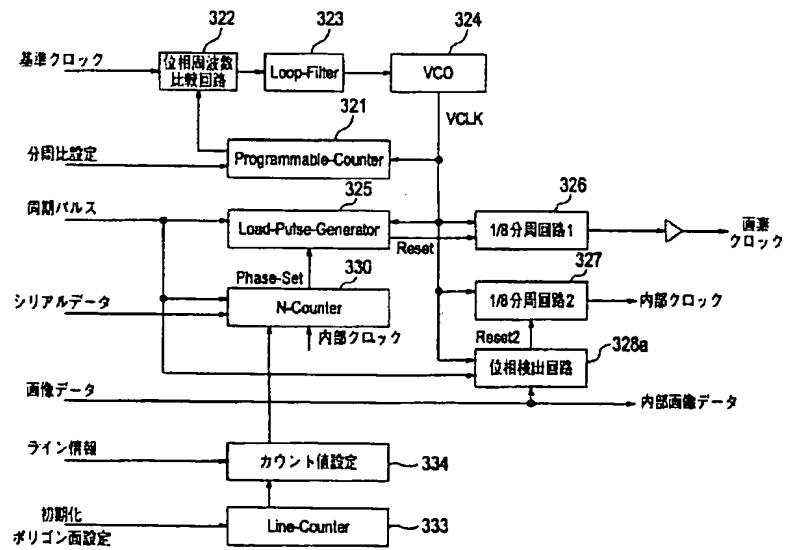 322
323
324
基準クロック
位相周波数
比較回路
Loop-Filter
VCO
VCLK
321
分周比設定
Programmable-Counter
325
326
同期パルス
Load-Pulse-Generator
1/8分周回路1
画素
クロック
Reset
Phase-Set
330
327
シリアルデータ
N-Counter
1/8分周回路2
内部クロック
内部クロック
Reset2
328a
位相検出回路
画像データ
内部画像データ
ライン情報
カウント値設定
334
初期化
ポリゴン面設定
Line-Counter
333